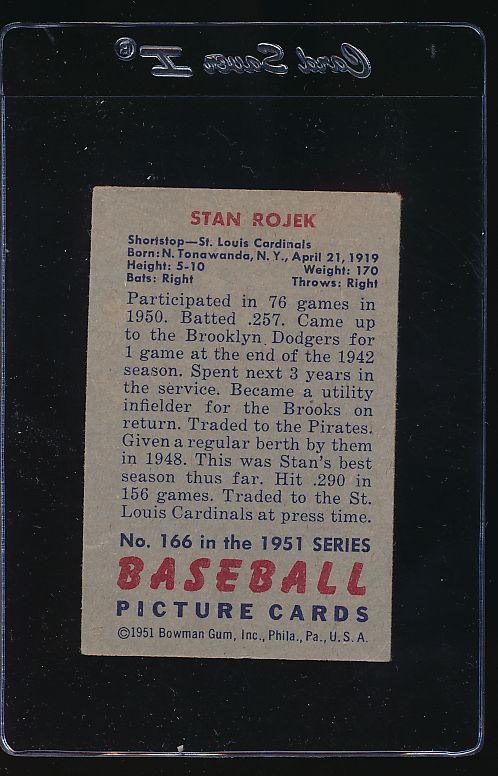 Card Saver II ®
STAN ROJEK
Shortstop—St. Louis Cardinals
Born: N. Tonawanda, N. Y., April 21, 1919
Height: 5-10 Weight: 170
Bats: Right Throws: Right
Participated in 76 games in
1950. Batted .257. Came up
to the Brooklyn Dodgers for
1 game at the end of the 1942
season. Spent next 3 years in
the service. Became a utility
infielder for the Brooks on
return. Traded to the Pirates.
Given a regular berth by them
in 1948. This was Stan's best
season thus far. Hit .290 in
156 games. Traded to the St.
Louis Cardinals at press time.
No. 166 in the 1951 SERIES
BASEBALL
PICTURE CARDS
©1951 Bowman Gum, Inc., Phila., Pa., U. S. A.